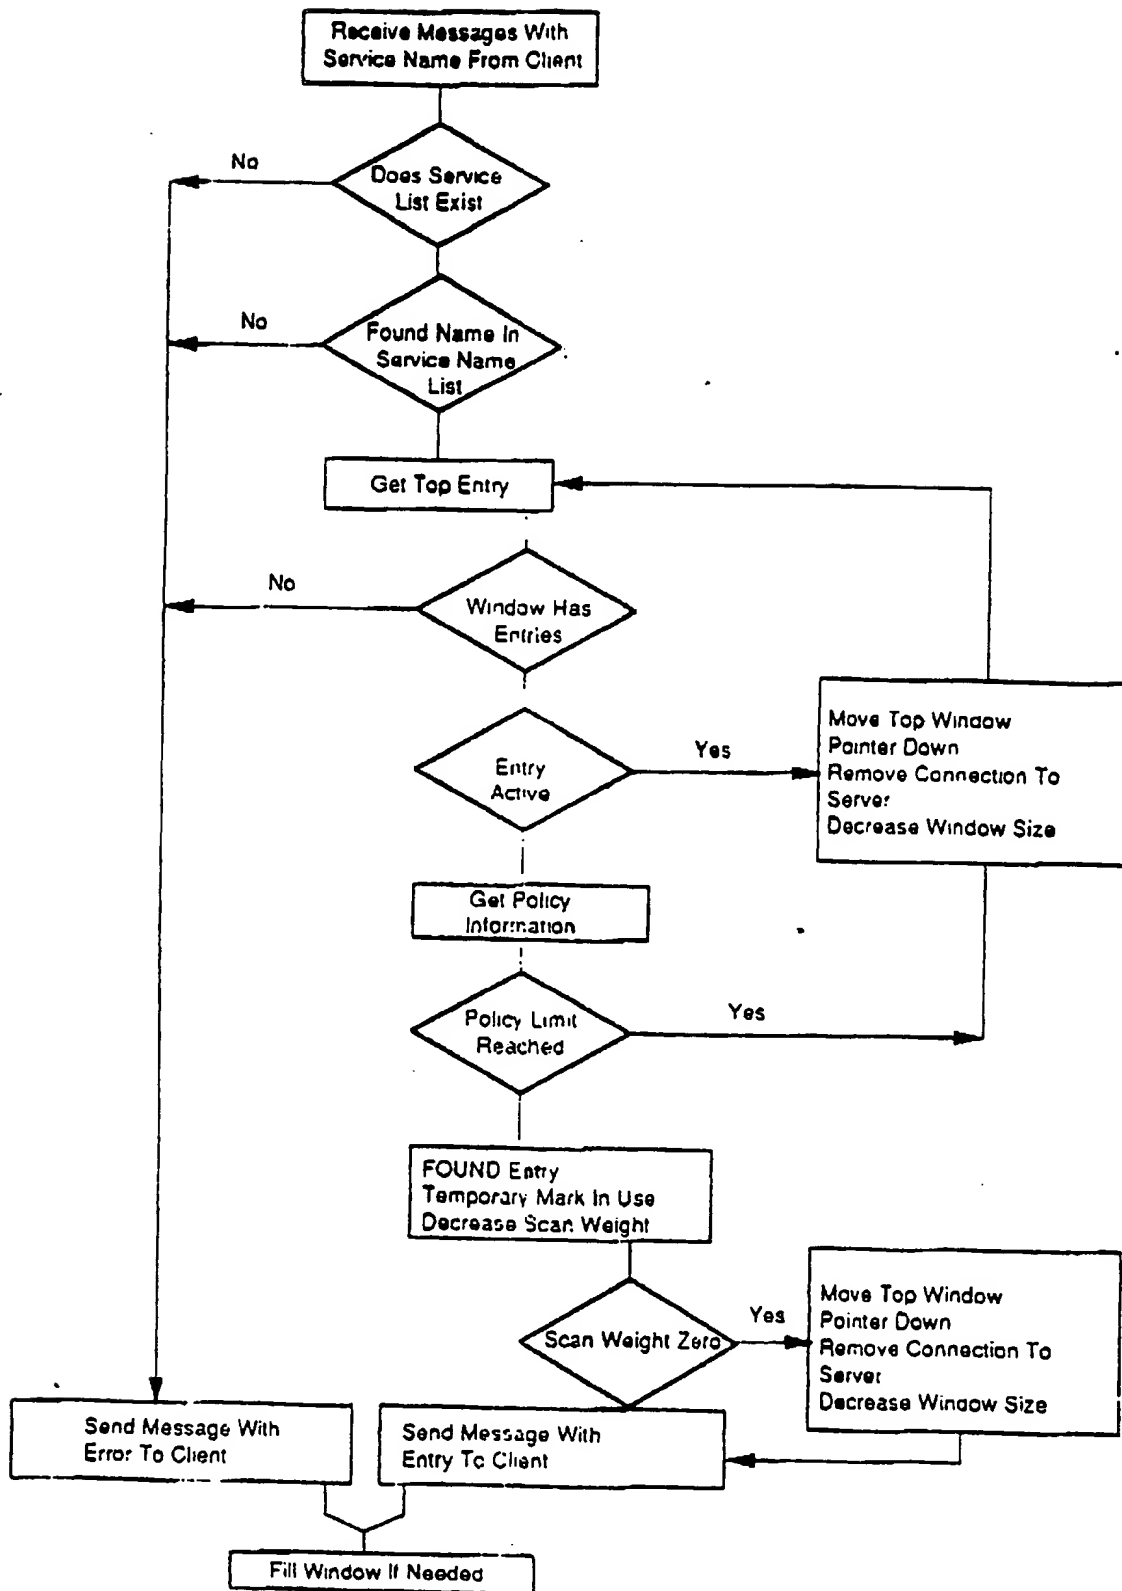 Receive Messages With
Service Name From Client
No
Does Service
List Exist
No
Found Name In
Service Name
List
Get Top Entry
No
Window Has
Entries
Move Top Window
Pointer Down
Remove Connection To
Server
Decrease Window Size
Yes
Entry
Active
Get Policy
Information
Policy Limit
Reached
Yes
FOUND Entry
Temporary Mark In Use
Decrease Scan Weight
Scan Weight Zero
Yes
Move Top Window
Pointer Down
Remove Connection To
Server
Decrease Window Size
Send Message With
Error To Client
Send Message With
Entry To Client
Fill Window If Needed